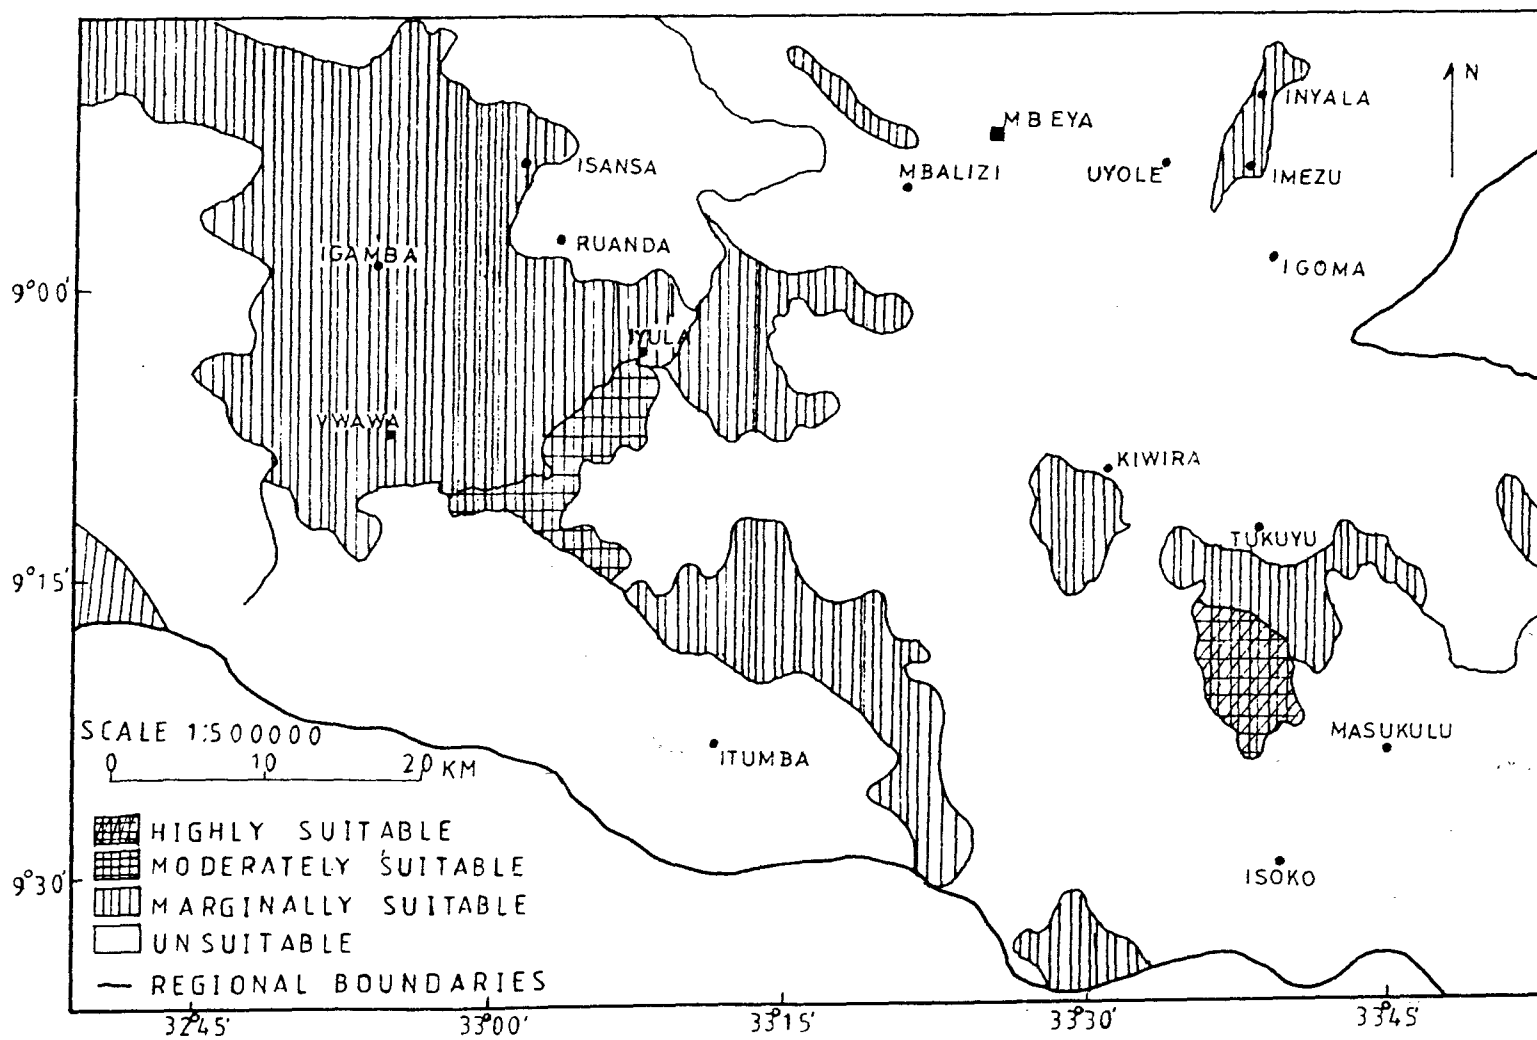 N
MBEYA
INYALA
ISANSA
MBALIZI
UYOLE
IMEZU
RUANDA
IGAMBA
IGOMA
9°00'
IYULA
VWAWA
KIWIRA
TUKUYU
9°15'
SCALE 1:500000
0 10 20 KM
MASUKULU
ITUMBA
HIGHLY SUITABLE
MODERATELY SUITABLE
9°30'
ISOKO
MARGINALLY SUITABLE
UNSUITABLE
REGIONAL BOUNDARIES
32°45' 33°00' 33°15' 33°30' 33°45'